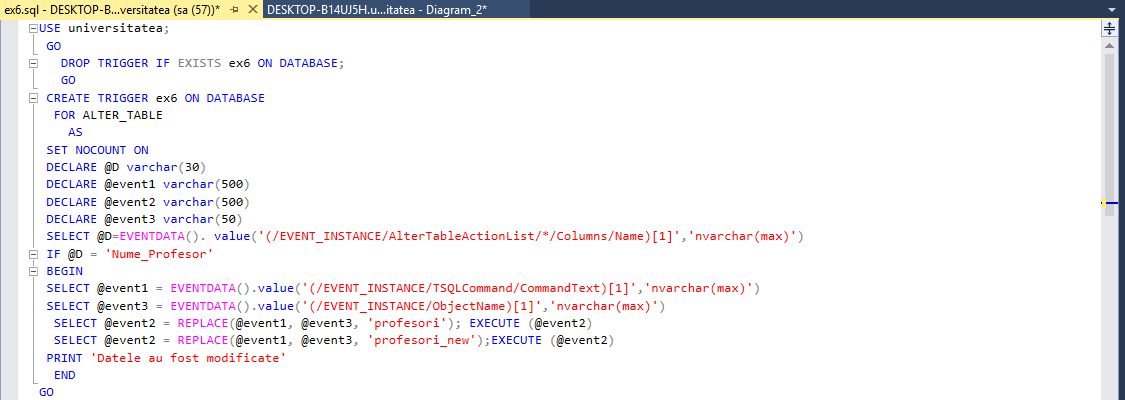 ex6.sql - DESKTOP-B...versitatea (sa (57))* DESKTOP-B14UJ5H.u...itatea - Diagram_2*
USE universitatea;
GO
DROP TRIGGER IF EXISTS ex6 ON DATABASE;
GO
CREATE TRIGGER ex6 ON DATABASE
FOR ALTER_TABLE
AS
SET NOCOUNT ON
DECLARE @D varchar(30)
DECLARE @event1 varchar(500)
DECLARE @event2 varchar(500)
DECLARE @event3 varchar(50)
SELECT @D=EVENTDATA(). value('(/EVENT_INSTANCE/AlterTableActionList/*/Columns/Name)[1]','nvarchar(max)')
IF @D = 'Nume_Profesor'
BEGIN
SELECT @event1 = EVENTDATA().value('(/EVENT_INSTANCE/TSQLCommand/CommandText)[1]','nvarchar(max)')
SELECT @event3 = EVENTDATA().value('(/EVENT_INSTANCE/ObjectName)[1]','nvarchar(max)')
SELECT @event2 = REPLACE(@event1, @event3, 'profesori'); EXECUTE (@event2)
SELECT @event2 = REPLACE(@event1, @event3, 'profesori_new');EXECUTE (@event2)
PRINT 'Datele au fost modificate'
END
GO